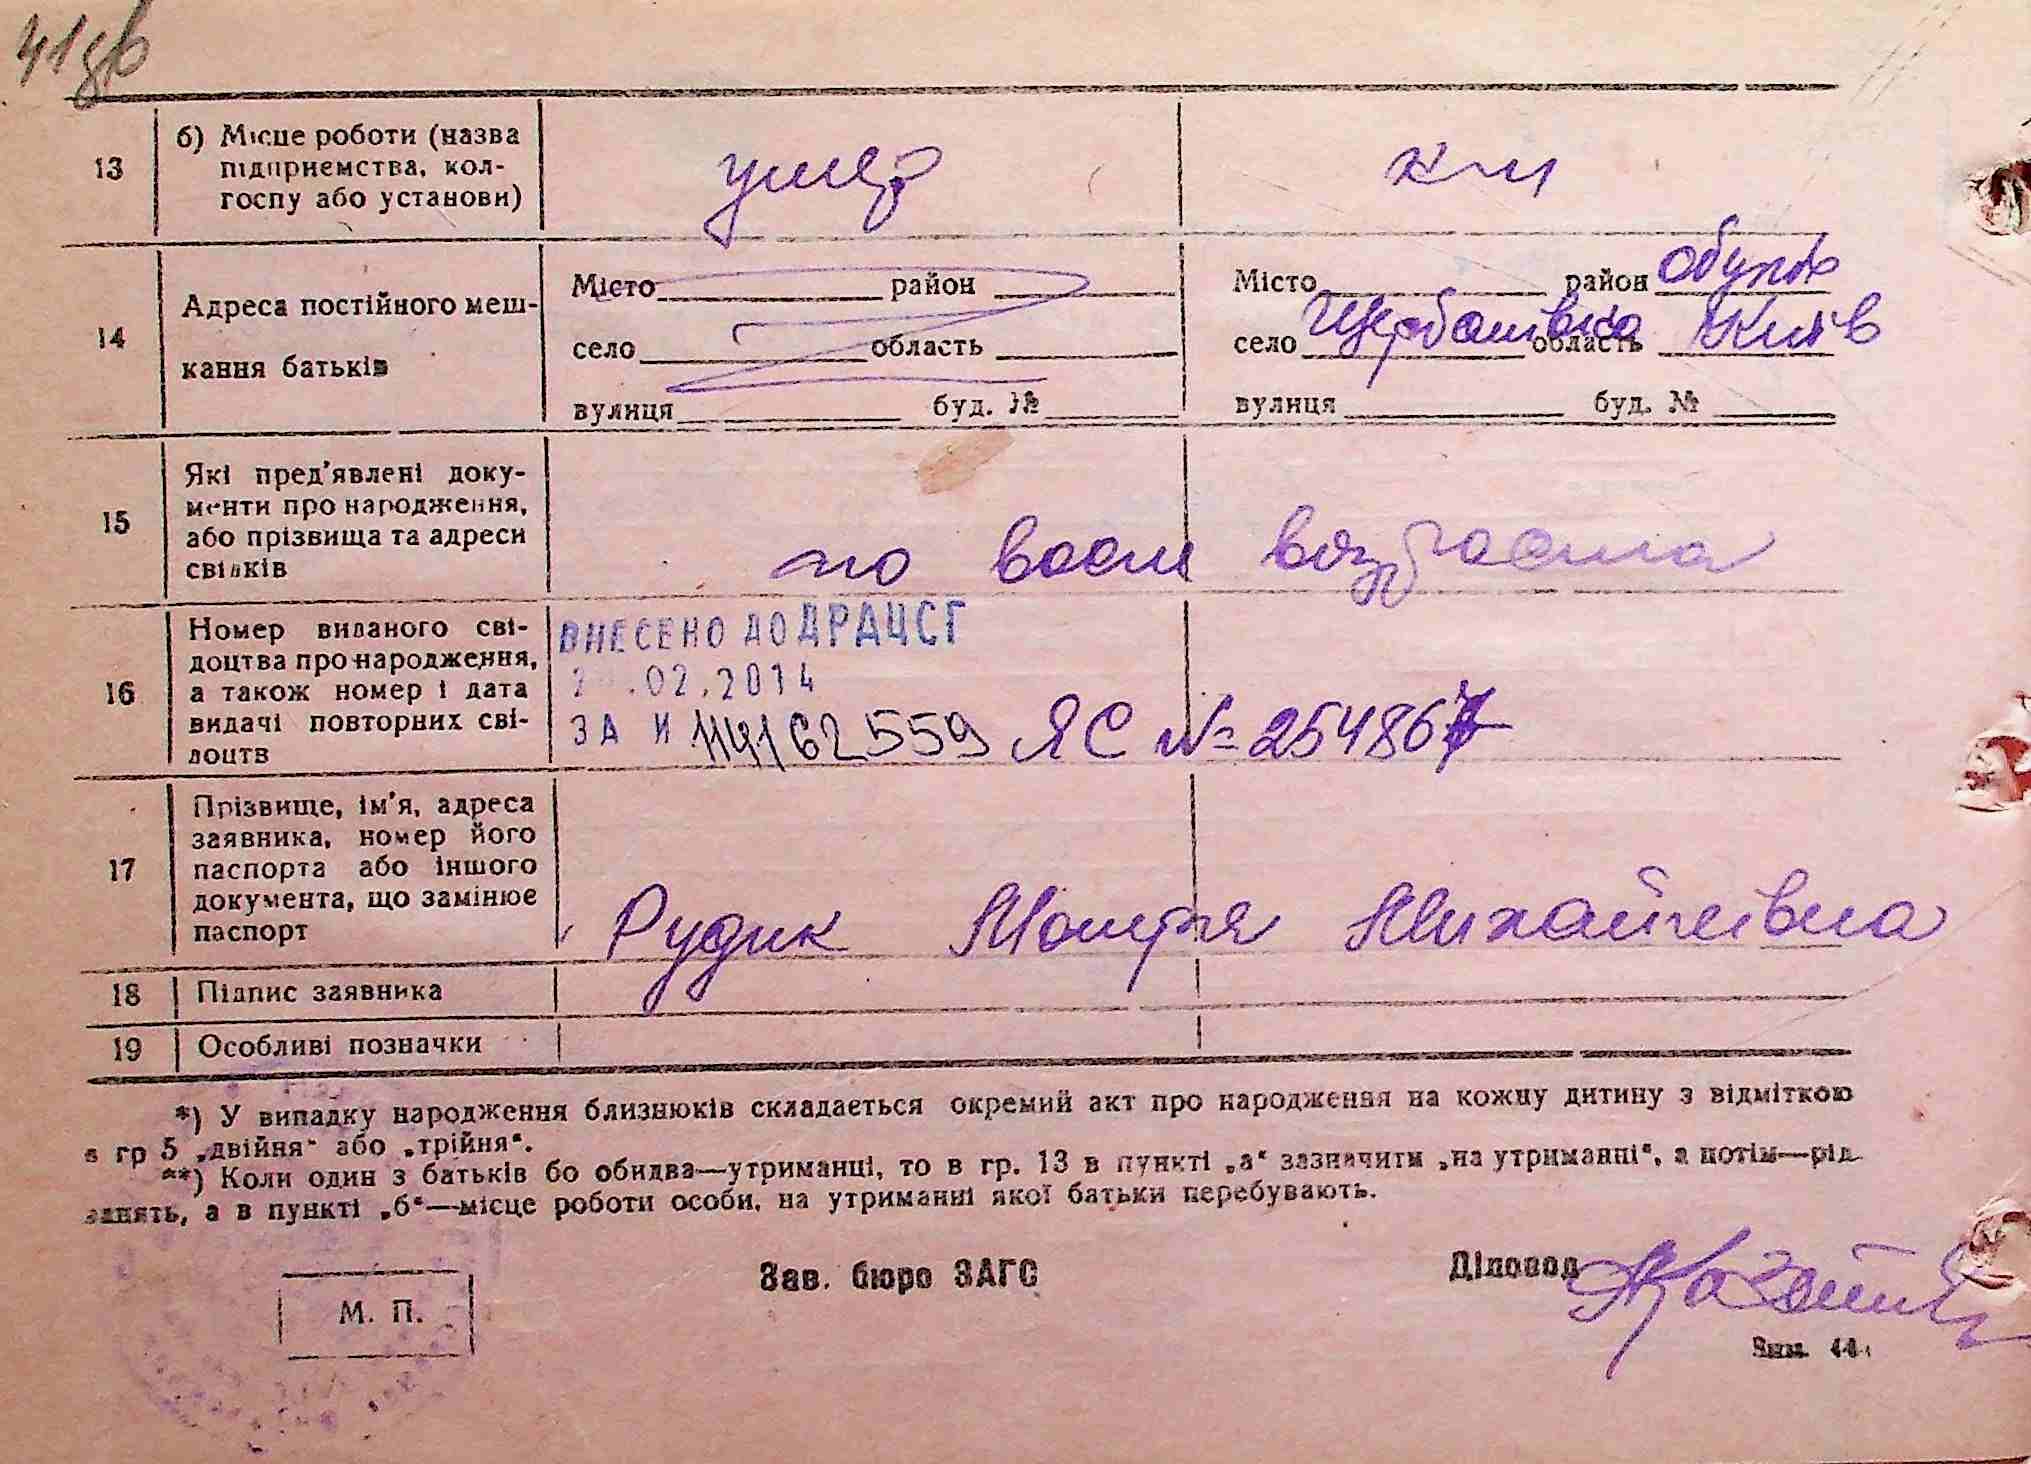 13
б) Місце роботи (назва
підприємства, кол-
госпу або установи)
умер
к-ни
14
Адреса постійного меш-
кання батьків
Місто район
село область
вулиця буд. №
Місто район Обухів
село Щербанівка область Київ
вулиця буд. №
15
Які пред'явлені доку-
менти про народження,
або прізвища та адреси
свідків
по восп возраста
16
Номер виданого сві-
доцтва про народження,
а також номер і дата
видачі повторних сві-
доцтв
ВНЕСЕНО ДО ДРАЦСГ
.02.2014
ЗА № ЯС № 254867
17
Прізвище, ім'я, адреса
заявника, номер його
паспорта або іншого
документа, що замінює
паспорт
Рудик Мотря Михайлівна
18 Підпис заявника
19 Особливі позначки
*) У випадку народження близнюків складається окремий акт про народження на кожну дитину з відміткою
в гр 5 „двійня“ або „трійня“.
**) Коли один з батьків бо обидва—утриманці, то в гр. 13 в пункті „а“ зазначити „на утриманні“, а потім—рід
занять, а в пункті „б“—місце роботи особи, на утриманні якої батьки перебувають.
Зав. бюро ЗАГС
Діловод
М. П.